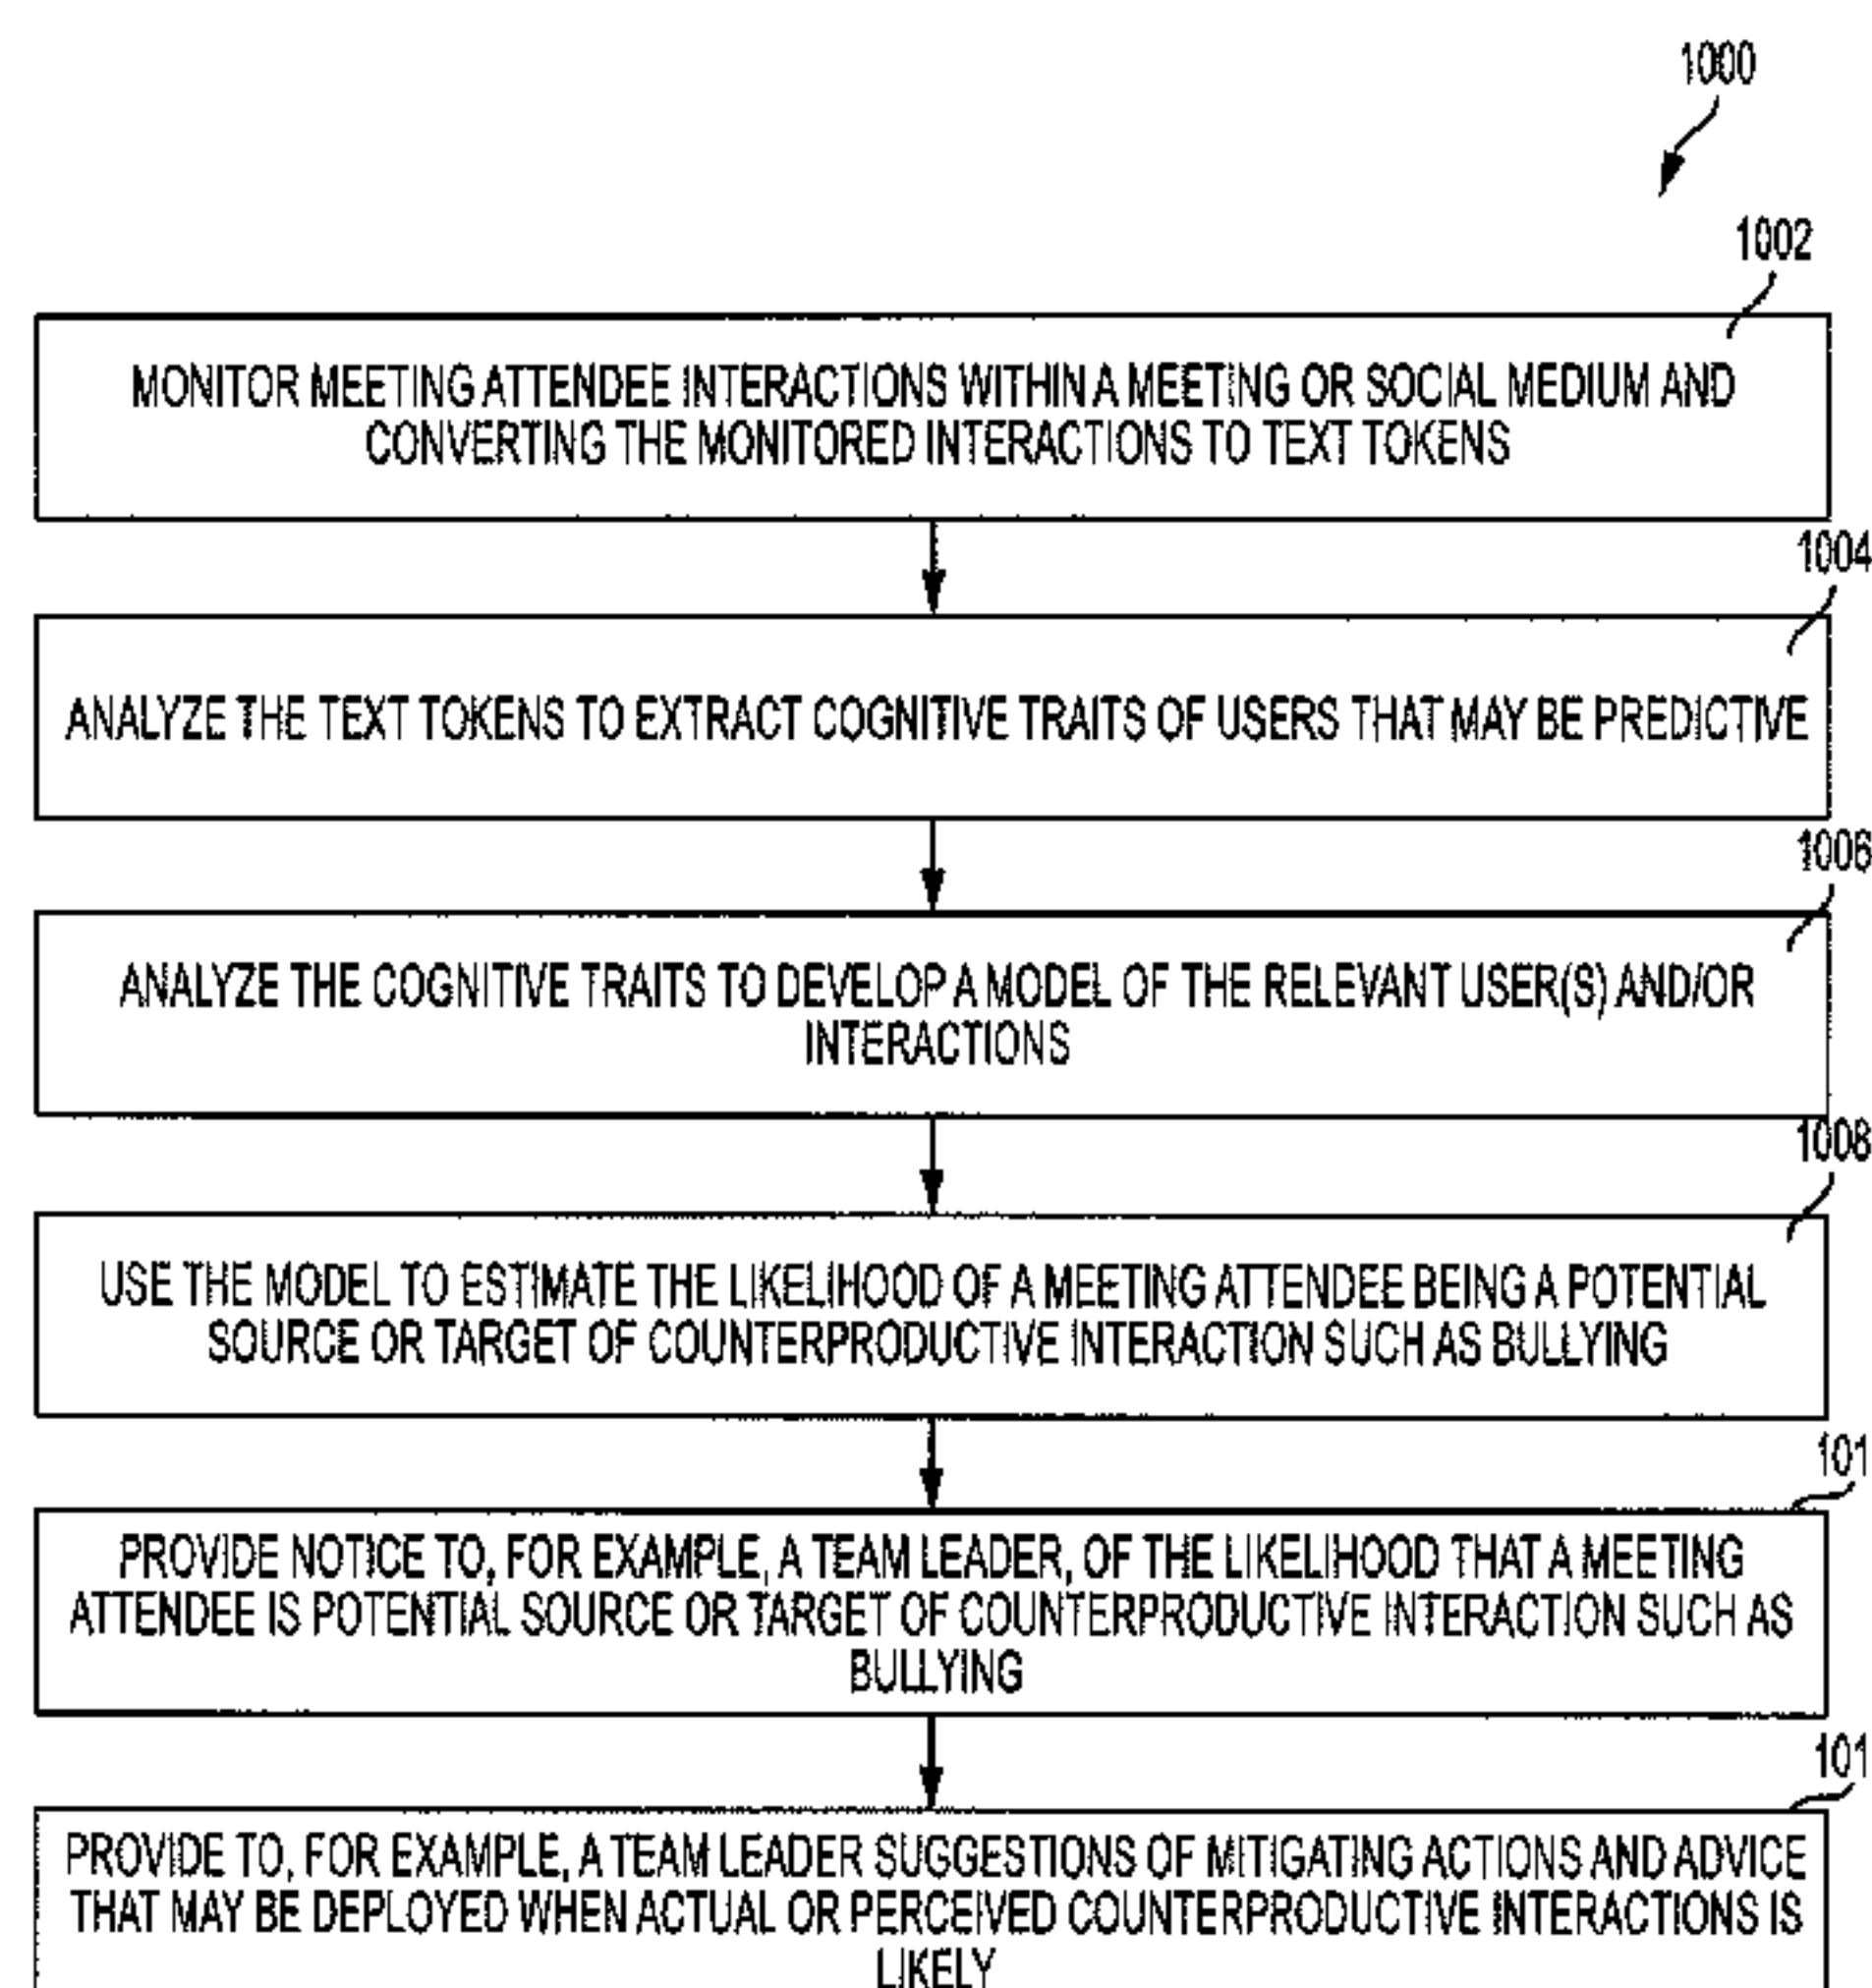 1000
1002
MONITOR MEETING ATTENDEE INTERACTIONS WITHIN A MEETING OR SOCIAL MEDIUM AND
CONVERTING THE MONITORED INTERACTIONS TO TEXT TOKENS
1004
ANALYZE THE TEXT TOKENS TO EXTRACT COGNITIVE TRAITS OF USERS THAT MAY BE PREDICTIVE
1006
ANALYZE THE COGNITIVE TRAITS TO DEVELOP A MODEL OF THE RELEVANT USER(S) AND/OR
INTERACTIONS
1008
USE THE MODEL TO ESTIMATE THE LIKELIHOOD OF A MEETING ATTENDEE BEING A POTENTIAL
SOURCE OR TARGET OF COUNTERPRODUCTIVE INTERACTION SUCH AS BULLYING
101
PROVIDE NOTICE TO, FOR EXAMPLE, A TEAM LEADER, OF THE LIKELIHOOD THAT A MEETING
ATTENDEE IS POTENTIAL SOURCE OR TARGET OF COUNTERPRODUCTIVE INTERACTION SUCH AS
BULLYING
101
PROVIDE TO, FOR EXAMPLE, A TEAM LEADER SUGGESTIONS OF MITIGATING ACTIONS AND ADVICE
THAT MAY BE DEPLOYED WHEN ACTUAL OR PERCEIVED COUNTERPRODUCTIVE INTERACTIONS IS
LIKELY